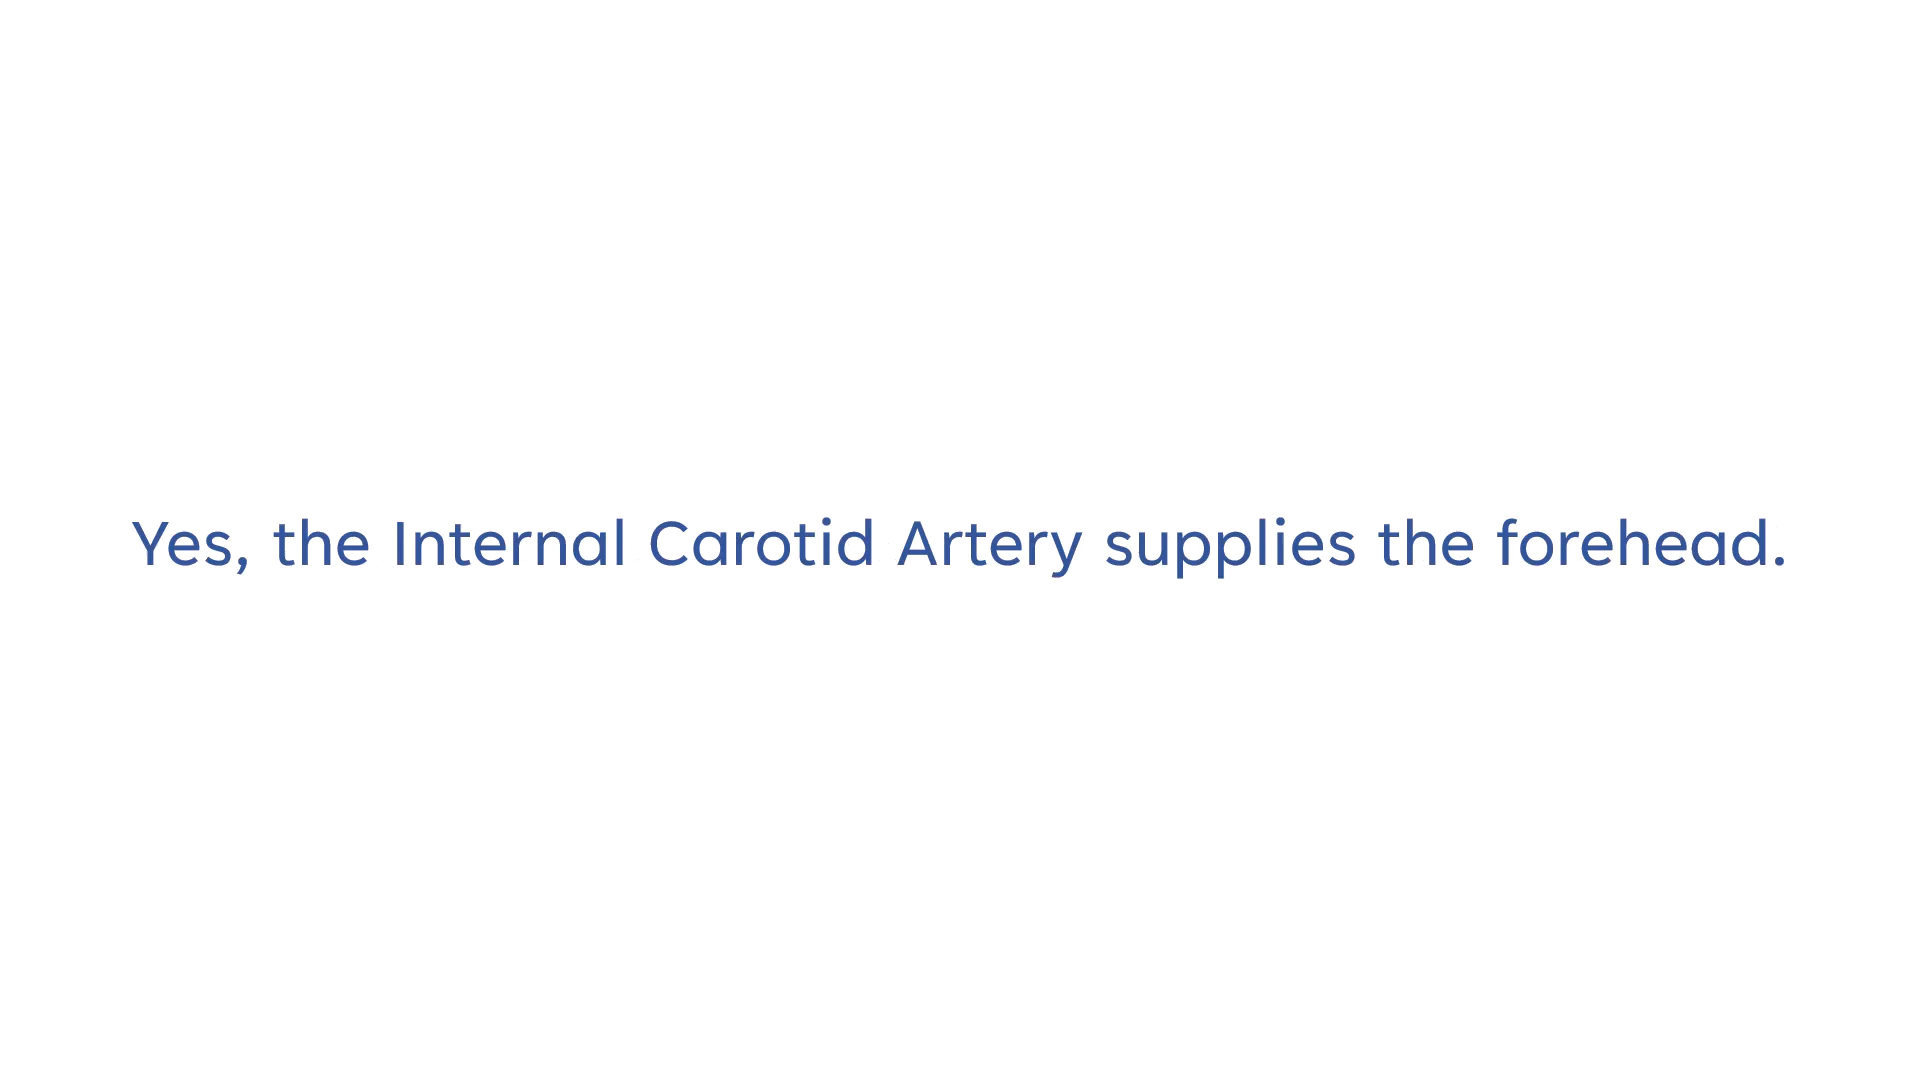 Yes, the Internal Carotid Artery supplies the forehead.